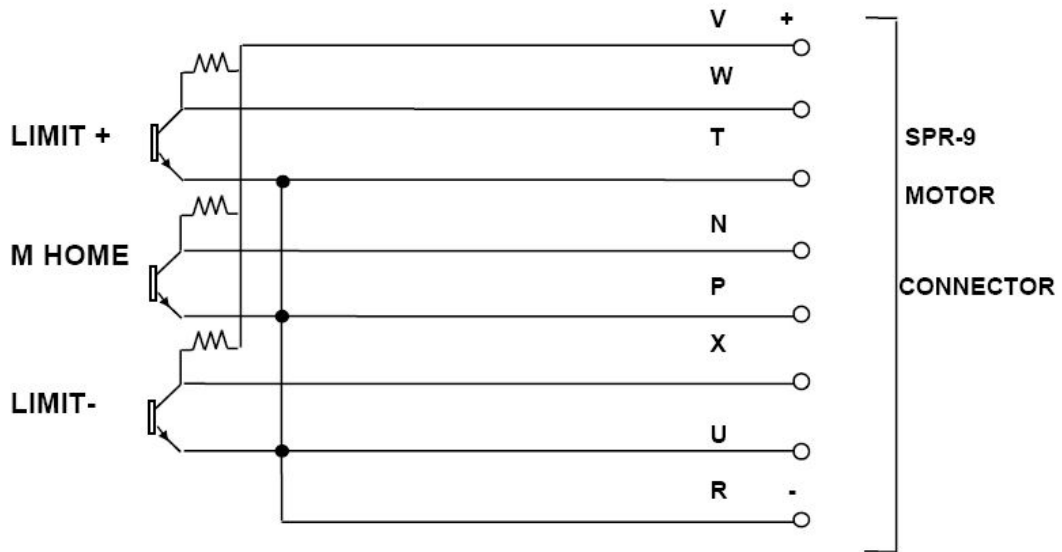 V +
W
LIMIT +
T
SPR-9
MOTOR
N
M HOME
P
CONNECTOR
X
LIMIT-
U
R -